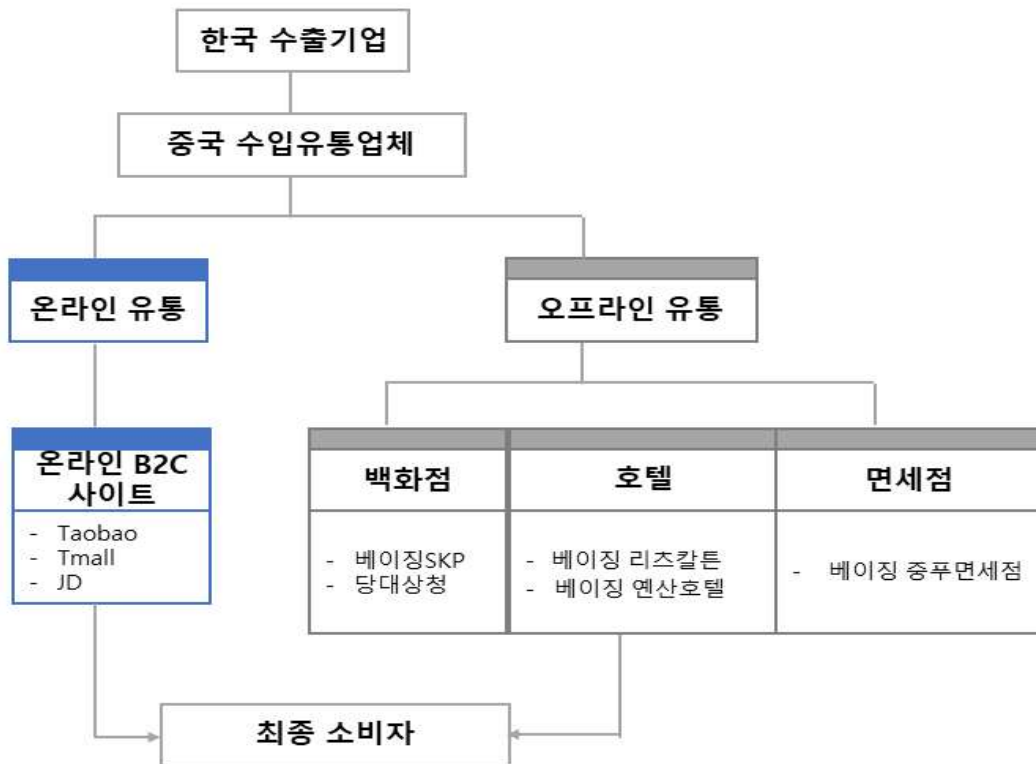 한국 수출기업
중국 수입유통업체
온라인 유통
오프라인 유통
온라인 B2C
사이트
- Taobao
- Tmall
- JD
백화점
- 베이징SKP
- 당대상청
호텔
- 베이징 리츠칼튼
- 베이징 연산호텔
면세점
- 베이징 중푸면세점
최종 소비자